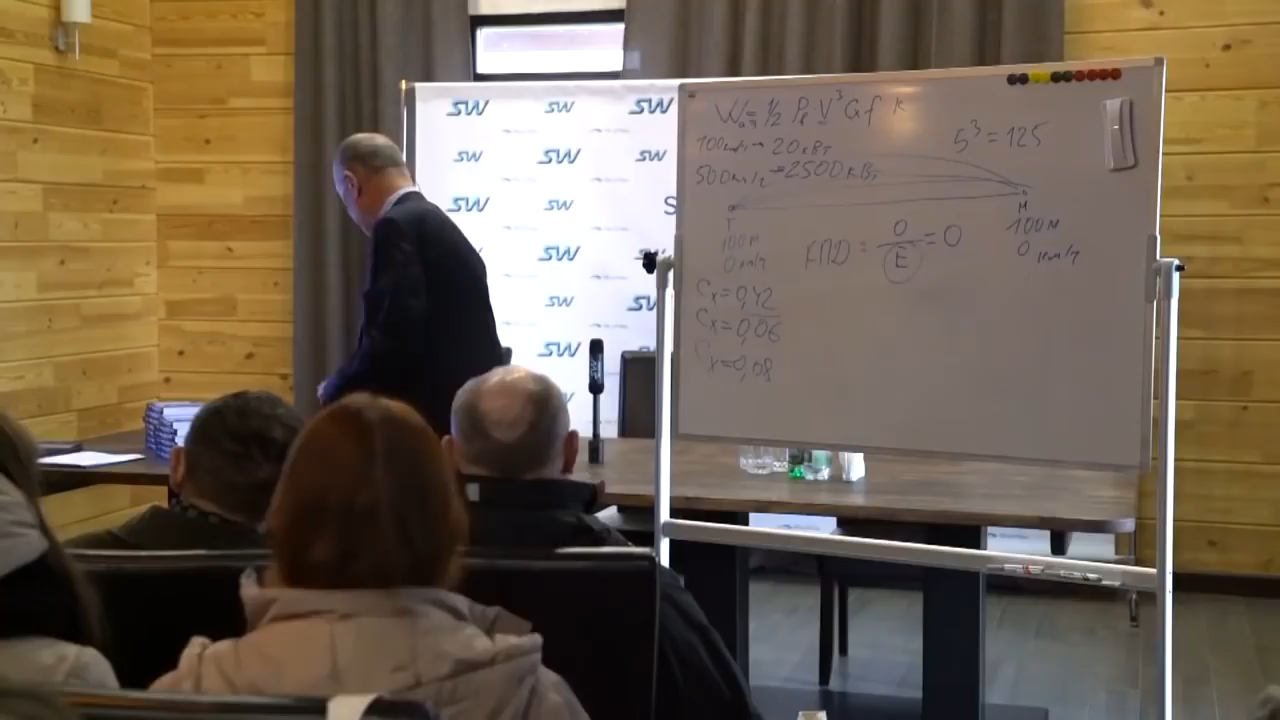 SW SW SW
SW SW SW
SW SW
SW SW
SW SW
SW
W = 1/2 V³
5³ = 125
100 км/ч → 20 кВт
500 км/ч → 2500 кВт
T
M
100 м
0 км/ч
100 м
0 км/ч
КПД = 0/E = 0
Cx = 0,42
Cx = 0,06
Cx = 0,08